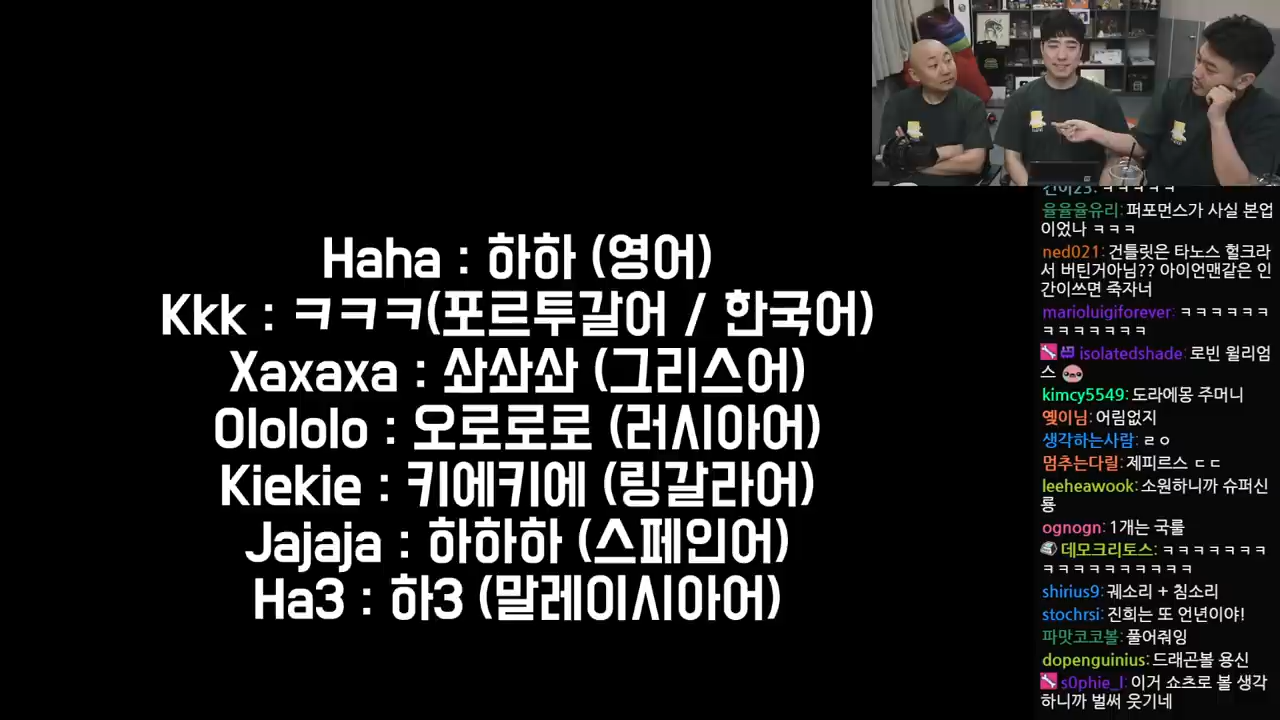 Haha : 하하 (영어)
Kkk : ㅋㅋㅋ(포르투갈어 / 한국어)
Xaxaxa : 솨솨솨 (그리스어)
Olololo : 오로로로 (러시아어)
Kiekie : 키에키에 (링갈라어)
Jajaja : 하하하 (스페인어)
Ha3 : 하3 (말레이시아어)
율율율유리: 퍼포먼스가 사실 본업
이었나 ㅋㅋㅋ
ned021: 건틀릿은 타노스 헐크라
서 버틴거아님?? 아이언맨같은 인
간이쓰면 죽자너
marioluigiforever: ㅋㅋㅋㅋㅋㅋ
ㅋㅋㅋㅋㅋㅋㅋ
isolatedshade: 로빈 윌리엄
스
kimcy5549: 도라에몽 주머니
옞이님: 어림없지
생각하는사람: ㄹㅇ
멈추는다릴: 제피르스 ㄷㄷ
leeheawook: 소원하니까 슈퍼신
룡
ognogn: 1개는 국룰
데모크리토스: ㅋㅋㅋㅋㅋㅋㅋ
ㅋㅋㅋㅋㅋㅋㅋㅋㅋㅋ
shirius9: 궤소리 + 침소리
stochrsi: 진희는 또 언년이야!
파맛코코볼: 풀어줘잉
dopenguinius: 드래곤볼 용신
s0phie_l: 이거 쇼츠로 볼 생각
하니까 벌써 웃기네